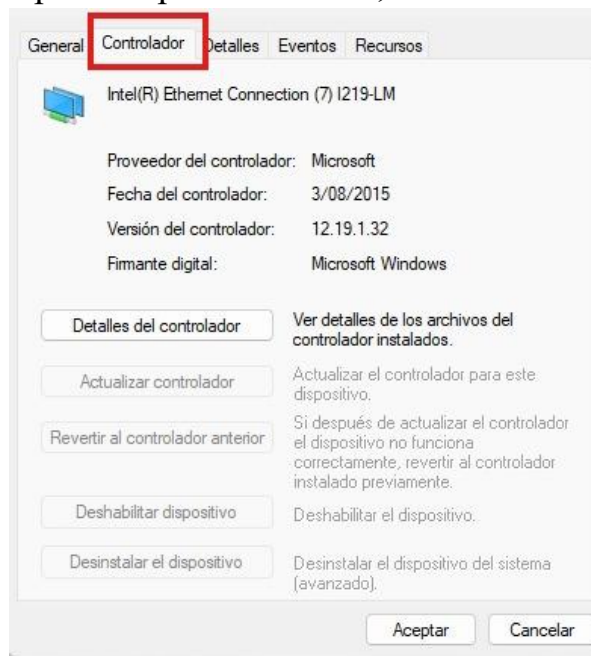 General Controlador Detalles Eventos Recursos
Intel(R) Ethernet Connection (7) I219-LM
Proveedor del controlador: Microsoft
Fecha del controlador: 3/08/2015
Versión del controlador: 12.19.1.32
Firmante digital: Microsoft Windows
Detalles del controlador
Ver detalles de los archivos del
controlador instalados.
Actualizar controlador
Actualizar el controlador para este
dispositivo.
Revertir al controlador anterior
Si después de actualizar el controlador
el dispositivo no funciona
correctamente, revertir al controlador
instalado previamente.
Deshabilitar dispositivo
Deshabilitar el dispositivo.
Desinstalar el dispositivo
Desinstalar el dispositivo del sistema
(avanzado).
Aceptar Cancelar